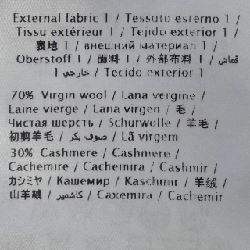 External fabric 1 / Tessuto esterno 1 /
Tissu extérieur 1 / Tejido exterior 1 /
裏地 1 / внешний материал 1 /
Oberstoff 1 / 面料 1 / 外部布料 1 / قماش
خارجي 1 / Tecido exterior 1
70% Virgin wool / Lana vergine /
Laine vierge / Lana virgen / 毛 /
Чистая шерсть / Schurwolle / 羊毛 /
初剪羊毛 / صوف بكر / Lã virgem
30% Cashmere / Cashmere /
Cachemire / Cachemira / Cashmir /
カシミヤ / Кашемир / Kaschmir / 羊绒 /
山羊絨 / كشمير / Caxemira / Cachemir